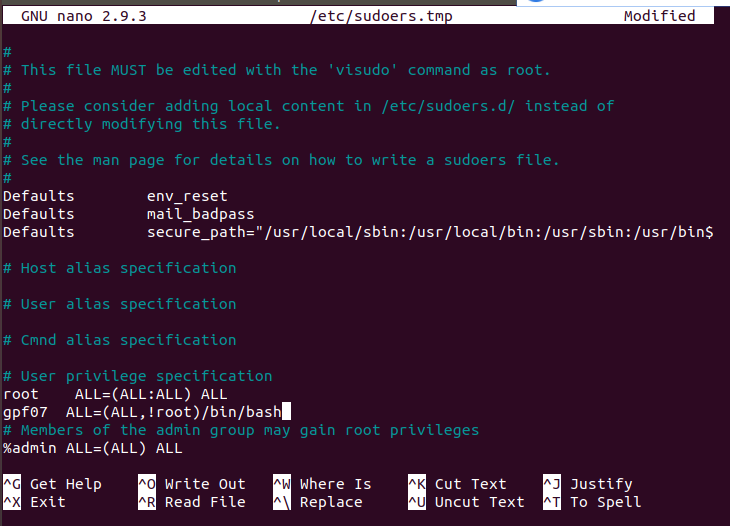 GNU nano 2.9.3 /etc/sudoers.tmp Modified
#
# This file MUST be edited with the 'visudo' command as root.
#
# Please consider adding local content in /etc/sudoers.d/ instead of
# directly modifying this file.
#
# See the man page for details on how to write a sudoers file.
#
Defaults env_reset
Defaults mail_badpass
Defaults secure_path="/usr/local/sbin:/usr/local/bin:/usr/sbin:/usr/bin$
# Host alias specification
# User alias specification
# Cmnd alias specification
# User privilege specification
root ALL=(ALL:ALL) ALL
gpf07 ALL=(ALL,!root)/bin/bash
# Members of the admin group may gain root privileges
%admin ALL=(ALL) ALL
^G Get Help ^O Write Out ^W Where Is ^K Cut Text ^J Justify
^X Exit ^R Read File ^\ Replace ^U Uncut Text ^T To Spell